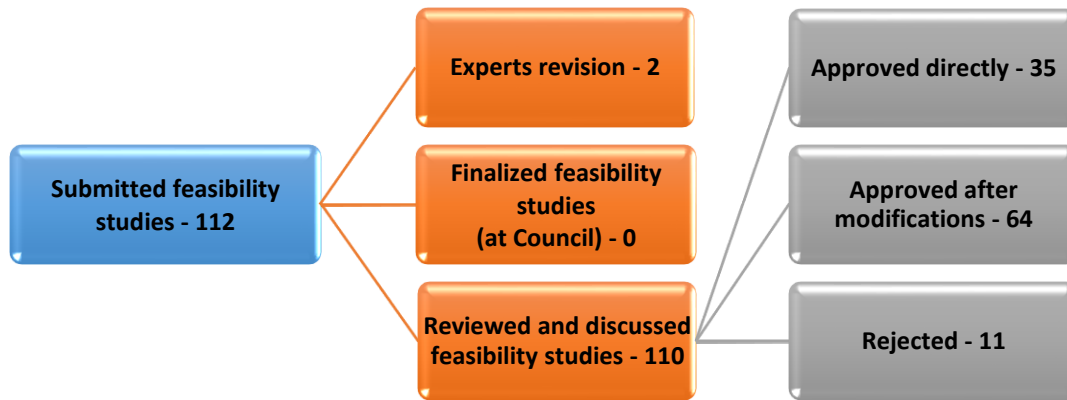 Submitted feasibility
studies - 112
Experts revision - 2
Finalized feasibility
studies
(at Council) - 0
Reviewed and discussed
feasibility studies - 110
Approved directly - 35
Approved after
modifications - 64
Rejected - 11